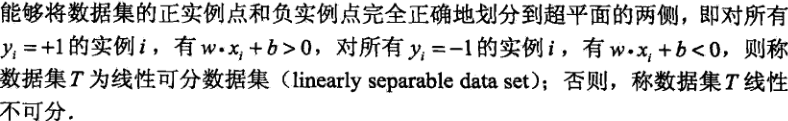 能够将数据集的正实例点和负实例点完全正确地划分到超平面的两侧，即对所有
yᵢ=+1的实例i，有w•xᵢ+b>0，对所有yᵢ=−1的实例i，有w•xᵢ+b<0，则称
数据集T为线性可分数据集（linearly separable data set）；否则，称数据集T线性
不可分．